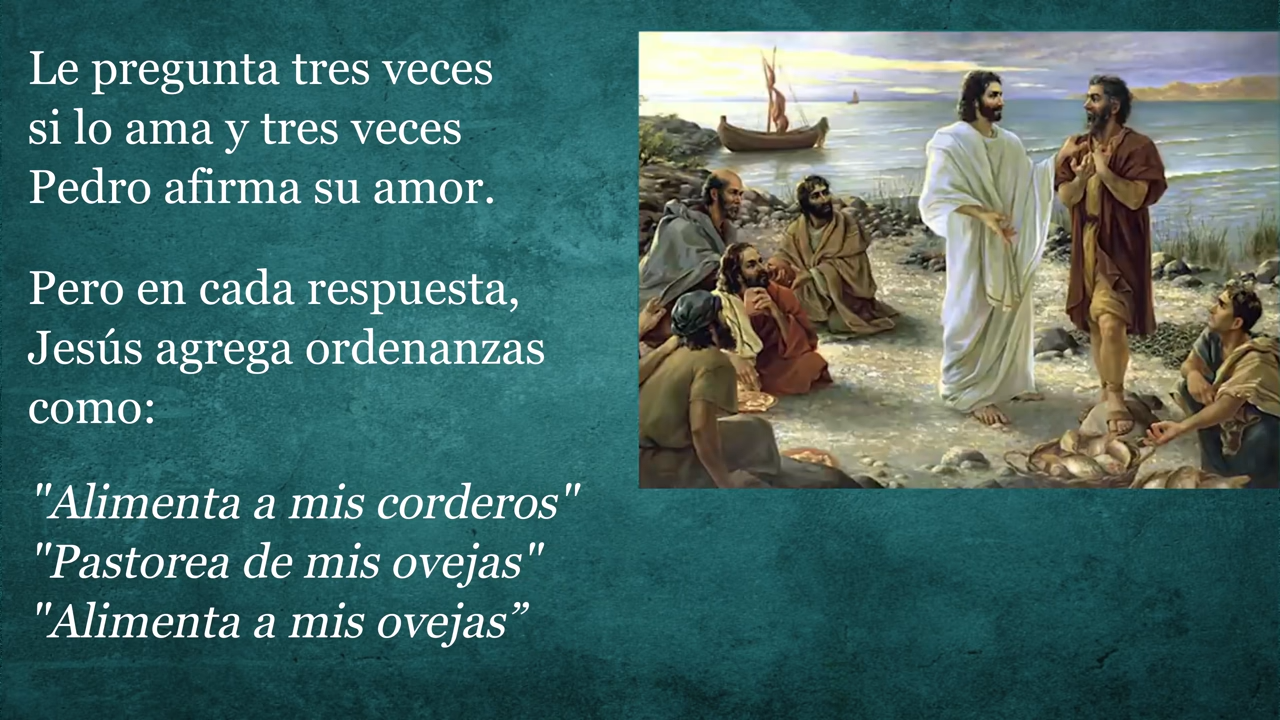 Le pregunta tres veces
si lo ama y tres veces
Pedro afirma su amor.
Pero en cada respuesta,
Jesús agrega ordenanzas
como:
"Alimenta a mis corderos"
"Pastorea de mis ovejas"
"Alimenta a mis ovejas”